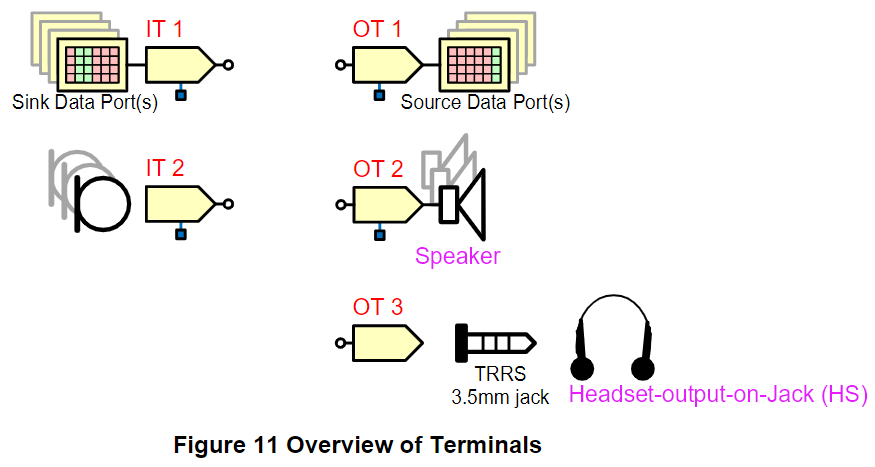 IT 1
OT 1
Sink Data Port(s)
Source Data Port(s)
IT 2
OT 2
Speaker
OT 3
TRRS
3.5mm jack
Headset-output-on-Jack (HS)
Figure 11 Overview of Terminals